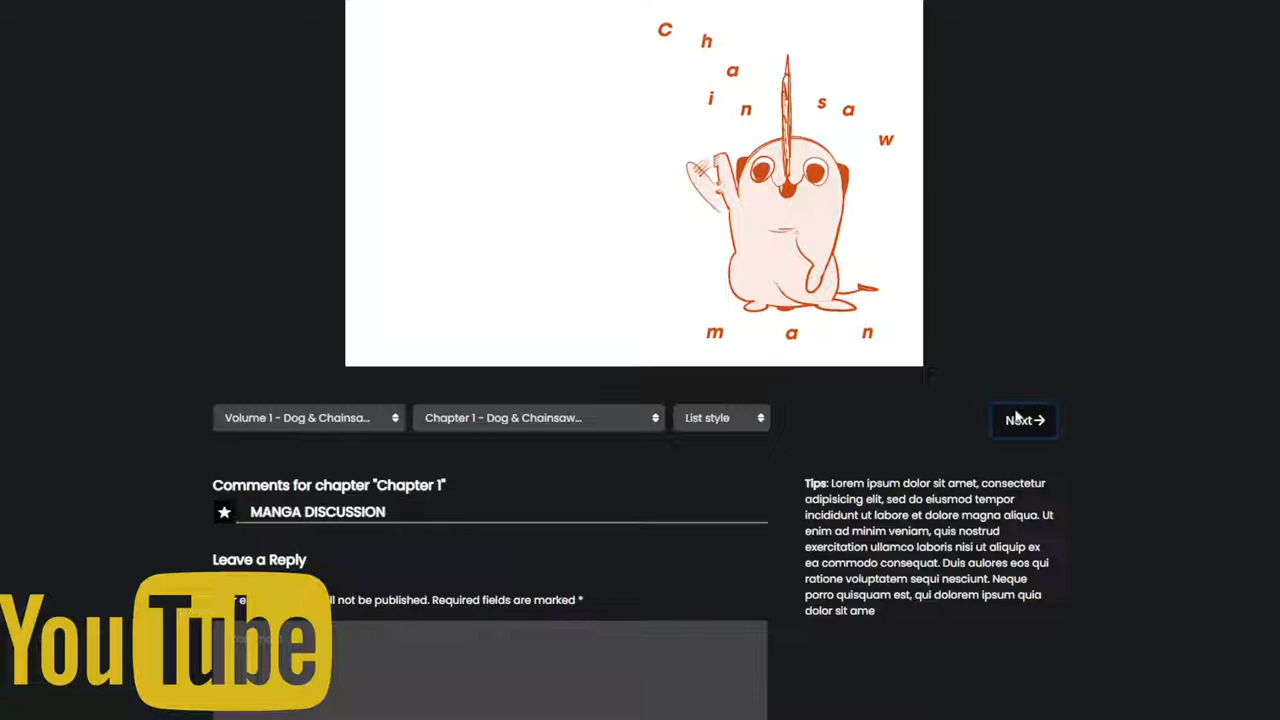 Chainsaw
man
Volume 1 - Dog & Chainsa...
Chapter 1 - Dog & Chainsaw...
List style
Next
Comments for chapter "Chapter 1"
MANGA DISCUSSION
Leave a Reply
not be published. Required fields are marked *
Tips: Lorem ipsum dolor sit amet, consectetur
adipisicing elit, sed do eiusmod tempor
incididunt ut labore et dolore magna aliqua. Ut
enim ad minim veniam, quis nostrud
exercitation ullamco laboris nisi ut aliquip ex
ea commodo consequat. Duis aulores eos qui
ratione voluptatem sequi nesciunt. Neque
porro quisquam est, qui dolorem ipsum quia
dolor sit ame
YouTube